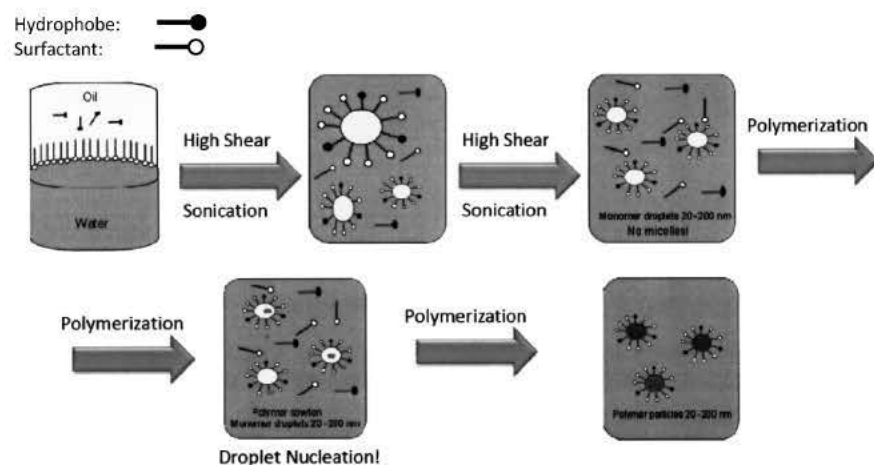 Hydrophobe:
Surfactant:
Oil
Water
High Shear
Sonication
High Shear
Sonication
Monomer droplets 20-200 nm
No micelles!
Polymerization
Polymerization
Monomer droplets 20-200 nm
Droplet Nucleation!
Polymerization
Polymer particles 20-200 nm